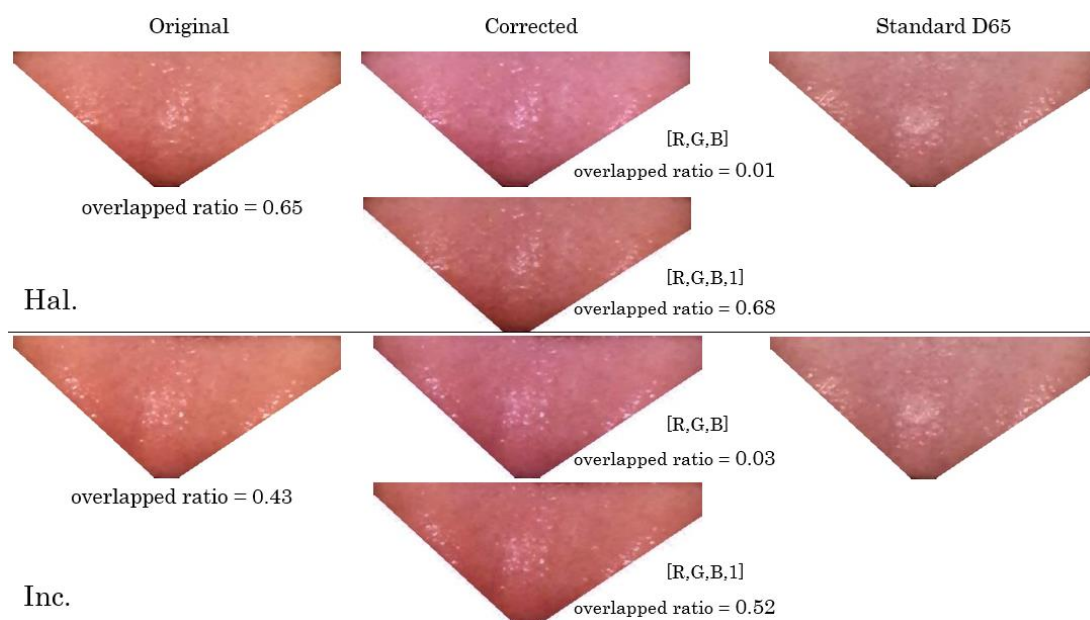 Original Corrected Standard D65
[R,G,B]
overlapped ratio = 0.01
overlapped ratio = 0.65
[R,G,B,1]
Hal.
overlapped ratio = 0.68
[R,G,B]
overlapped ratio = 0.03
overlapped ratio = 0.43
[R,G,B,1]
Inc.
overlapped ratio = 0.52